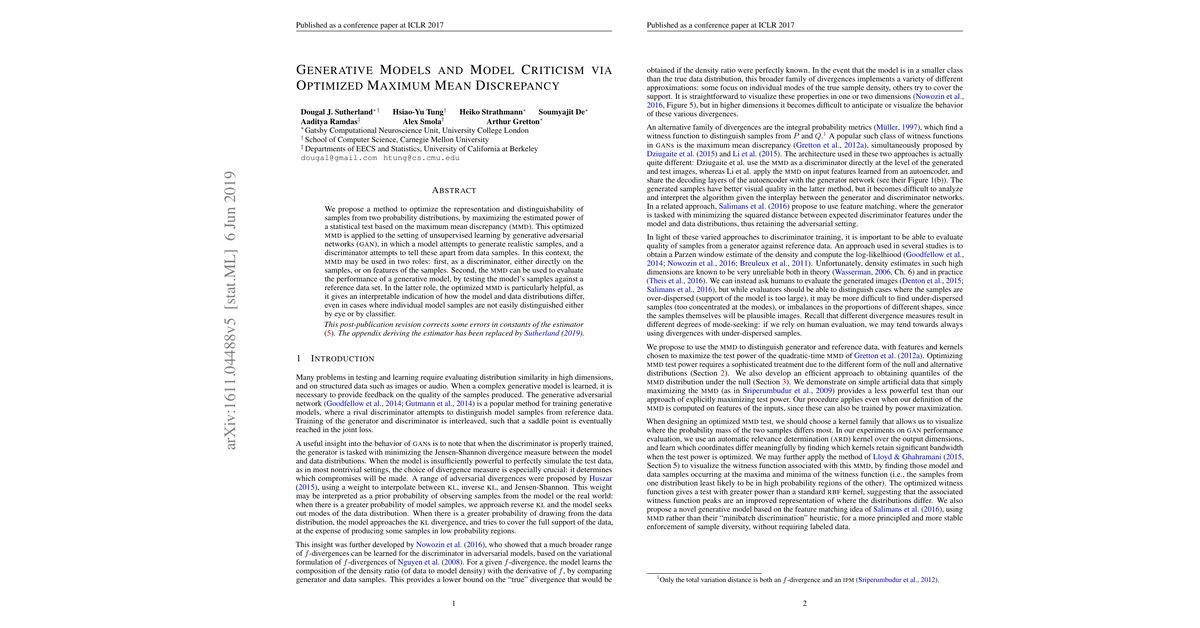 Published as a conference paper at ICLR 2017
GENERATIVE MODELS AND MODEL CRITICISM VIA
OPTIMIZED MAXIMUM MEAN DISCREPANCY
Dougal J. Sutherland∗† Hsiao-Yu Tung† Heiko Strathmann∗ Soumyajit De∗
Aaditya Ramdas‡ Alex Smola† Arthur Gretton∗
∗Gatsby Computational Neuroscience Unit, University College London
†School of Computer Science, Carnegie Mellon University
‡Departments of EECS and Statistics, University of California at Berkeley
dougal@gmail.com htung@cs.cmu.edu
ABSTRACT
We propose a method to optimize the representation and distinguishability of
samples from two probability distributions, by maximizing the estimated power of
a statistical test based on the maximum mean discrepancy (MMD). This optimized
MMD is applied to the setting of unsupervised learning by generative adversarial
networks (GAN), in which a model attempts to generate realistic samples, and a
discriminator attempts to tell these apart from data samples. In this context, the
MMD may be used in two roles: first, as a discriminator, either directly on the
samples, or on features of the samples. Second, the MMD can be used to evaluate
the performance of a generative model, by testing the model's samples against a
reference data set. In the latter role, the optimized MMD is particularly helpful, as
it gives an interpretable indication of how the model and data distributions differ,
even in cases where individual model samples are not easily distinguished either
by eye or by classifier.
This post-publication revision corrects some errors in constants of the estimator
(5). The appendix deriving the estimator has been replaced by Sutherland (2019).
1 INTRODUCTION
Many problems in testing and learning require evaluating distribution similarity in high dimensions,
and on structured data such as images or audio. When a complex generative model is learned, it is
necessary to provide feedback on the quality of the samples produced. The generative adversarial
network (Goodfellow et al., 2014; Gutmann et al., 2014) is a popular method for training generative
models, where a rival discriminator attempts to distinguish model samples from reference data.
Training of the generator and discriminator is interleaved, such that a saddle point is eventually
reached in the joint loss.
A useful insight into the behavior of GANs is to note that when the discriminator is properly trained,
the generator is tasked with minimizing the Jensen-Shannon divergence measure between the model
and data distributions. When the model is insufficiently powerful to perfectly simulate the test data,
as in most nontrivial settings, the choice of divergence measure is especially crucial: it determines
which compromises will be made. A range of adversarial divergences were proposed by Huszar
(2015), using a weight to interpolate between KL, inverse KL, and Jensen-Shannon. This weight
may be interpreted as a prior probability of observing samples from the model or the real world:
when there is a greater probability of model samples, we approach reverse KL and the model seeks
out modes of the data distribution. When there is a greater probability of drawing from the data
distribution, the model approaches the KL divergence, and tries to cover the full support of the data,
at the expense of producing some samples in low probability regions.
This insight was further developed by Nowozin et al. (2016), who showed that a much broader range
of f-divergences can be learned for the discriminator in adversarial models, based on the variational
formulation of f-divergences of Nguyen et al. (2008). For a given f-divergence, the model learns the
composition of the density ratio (of data to model density) with the derivative of f, by comparing
generator and data samples. This provides a lower bound on the “true” divergence that would be
1
arXiv:1611.04488v5 [stat.ML] 6 Jun 2019
Published as a conference paper at ICLR 2017
obtained if the density ratio were perfectly known. In the event that the model is in a smaller class
than the true data distribution, this broader family of divergences implements a variety of different
approximations: some focus on individual modes of the true sample density, others try to cover the
support. It is straightforward to visualize these properties in one or two dimensions (Nowozin et al.,
2016, Figure 5), but in higher dimensions it becomes difficult to anticipate or visualize the behavior
of these various divergences.
An alternative family of divergences are the integral probability metrics (Müller, 1997), which find a
witness function to distinguish samples from P and Q.1 A popular such class of witness functions
in GANs is the maximum mean discrepancy (Gretton et al., 2012a), simultaneously proposed by
Dziugaite et al. (2015) and Li et al. (2015). The architecture used in these two approaches is actually
quite different: Dziugaite et al. use the MMD as a discriminator directly at the level of the generated
and test images, whereas Li et al. apply the MMD on input features learned from an autoencoder, and
share the decoding layers of the autoencoder with the generator network (see their Figure 1(b)). The
generated samples have better visual quality in the latter method, but it becomes difficult to analyze
and interpret the algorithm given the interplay between the generator and discriminator networks.
In a related approach, Salimans et al. (2016) propose to use feature matching, where the generator
is tasked with minimizing the squared distance between expected discriminator features under the
model and data distributions, thus retaining the adversarial setting.
In light of these varied approaches to discriminator training, it is important to be able to evaluate
quality of samples from a generator against reference data. An approach used in several studies is to
obtain a Parzen window estimate of the density and compute the log-likelihood (Goodfellow et al.,
2014; Nowozin et al., 2016; Breuleux et al., 2011). Unfortunately, density estimates in such high
dimensions are known to be very unreliable both in theory (Wasserman, 2006, Ch. 6) and in practice
(Theis et al., 2016). We can instead ask humans to evaluate the generated images (Denton et al., 2015;
Salimans et al., 2016), but while evaluators should be able to distinguish cases where the samples are
over-dispersed (support of the model is too large), it may be more difficult to find under-dispersed
samples (too concentrated at the modes), or imbalances in the proportions of different shapes, since
the samples themselves will be plausible images. Recall that different divergence measures result in
different degrees of mode-seeking: if we rely on human evaluation, we may tend towards always
using divergences with under-dispersed samples.
We propose to use the MMD to distinguish generator and reference data, with features and kernels
chosen to maximize the test power of the quadratic-time MMD of Gretton et al. (2012a). Optimizing
MMD test power requires a sophisticated treatment due to the different form of the null and alternative
distributions (Section 2). We also develop an efficient approach to obtaining quantiles of the
MMD distribution under the null (Section 3). We demonstrate on simple artificial data that simply
maximizing the MMD (as in Sriperumbudur et al., 2009) provides a less powerful test than our
approach of explicitly maximizing test power. Our procedure applies even when our definition of the
MMD is computed on features of the inputs, since these can also be trained by power maximization.
When designing an optimized MMD test, we should choose a kernel family that allows us to visualize
where the probability mass of the two samples differs most. In our experiments on GAN performance
evaluation, we use an automatic relevance determination (ARD) kernel over the output dimensions,
and learn which coordinates differ meaningfully by finding which kernels retain significant bandwidth
when the test power is optimized. We may further apply the method of Lloyd & Ghahramani (2015,
Section 5) to visualize the witness function associated with this MMD, by finding those model and
data samples occurring at the maxima and minima of the witness function (i.e., the samples from
one distribution least likely to be in high probability regions of the other). The optimized witness
function gives a test with greater power than a standard RBF kernel, suggesting that the associated
witness function peaks are an improved representation of where the distributions differ. We also
propose a novel generative model based on the feature matching idea of Salimans et al. (2016), using
MMD rather than their “minibatch discrimination” heuristic, for a more principled and more stable
enforcement of sample diversity, without requiring labeled data.
1Only the total variation distance is both an f-divergence and an IPM (Sriperumbudur et al., 2012).
2